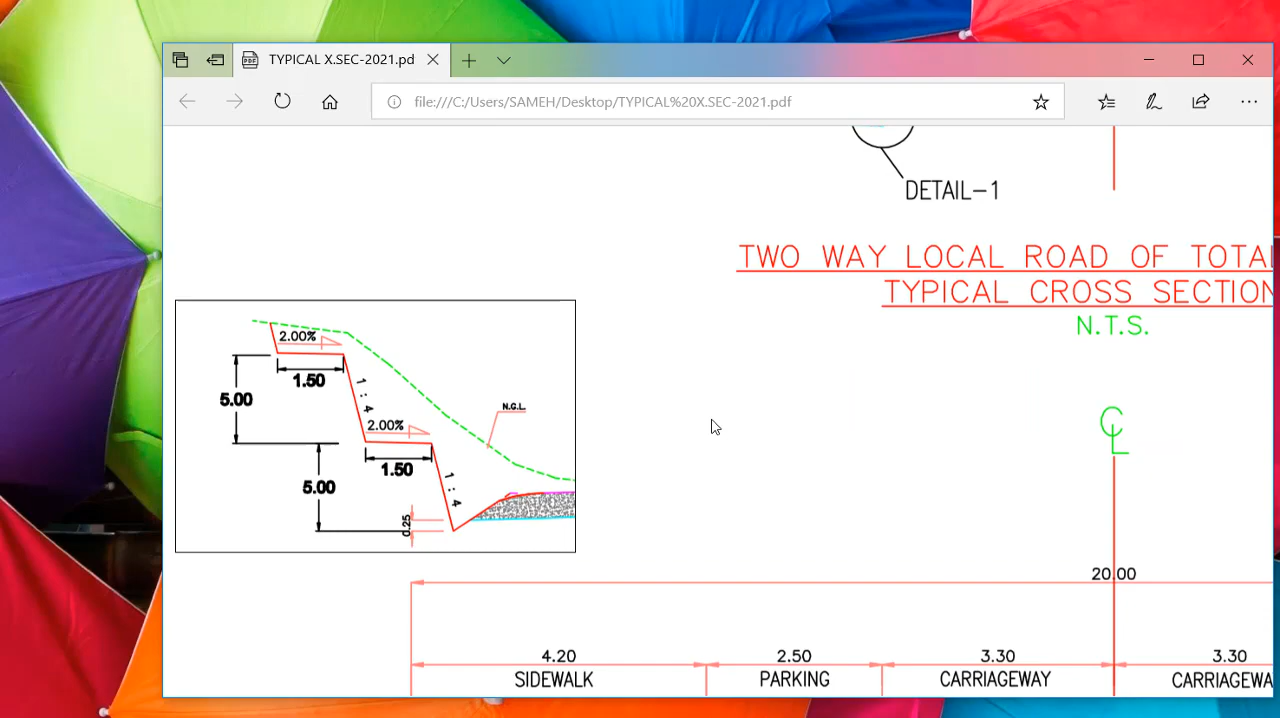 TYPICAL X.SEC-2021.pd
file:///C:/Users/SAMEH/Desktop/TYPICAL%20X.SEC-2021.pdf
DETAIL-1
TWO WAY LOCAL ROAD OF TOTAL
TYPICAL CROSS SECTION
N.T.S.
2.00%
1.50
5.00
1 : 4
2.00%
N.G.L.
1.50
5.00
1 : 4
0.25
CL
20.00
4.20 2.50 3.30 3.30
SIDEWALK PARKING CARRIAGEWAY CARRIAGEWA